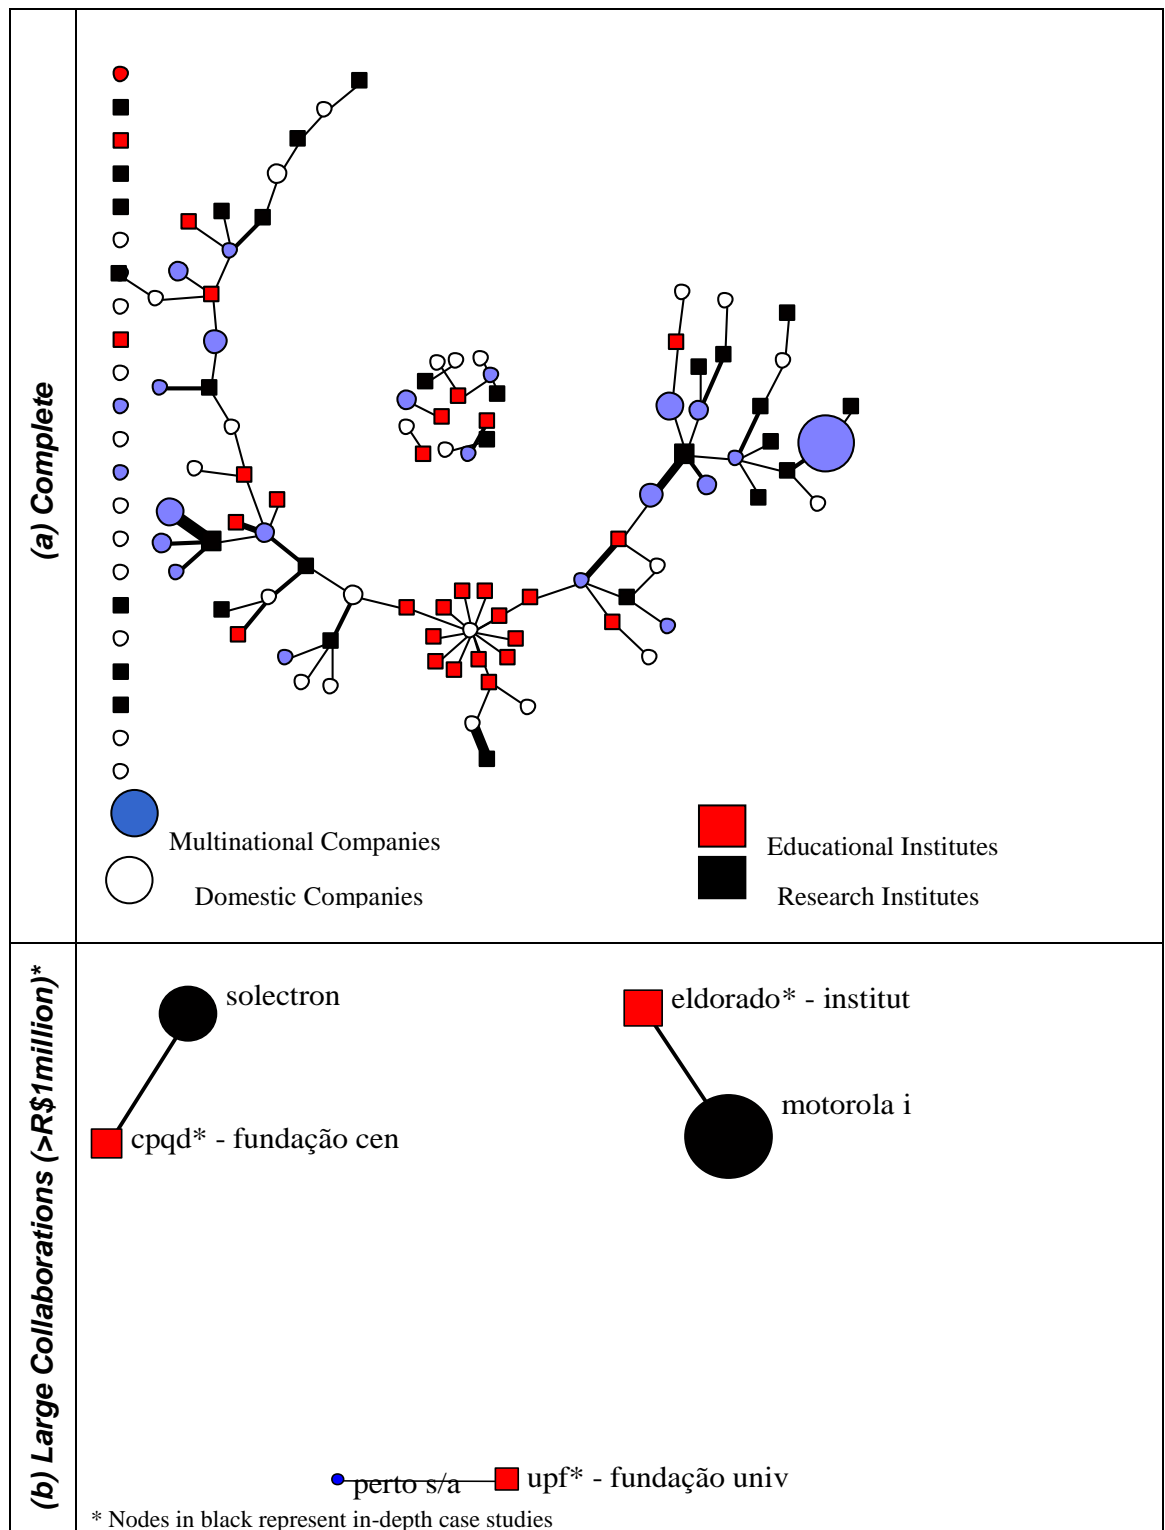 (a) Complete
Multinational Companies
Domestic Companies
Educational Institutes
Research Institutes
(b) Large Collaborations (>R$1million)*
solectron
eldorado* - institut
motorola i
cpqd* - fundação cen
perto s/a
upf* - fundação univ
* Nodes in black represent in-depth case studies